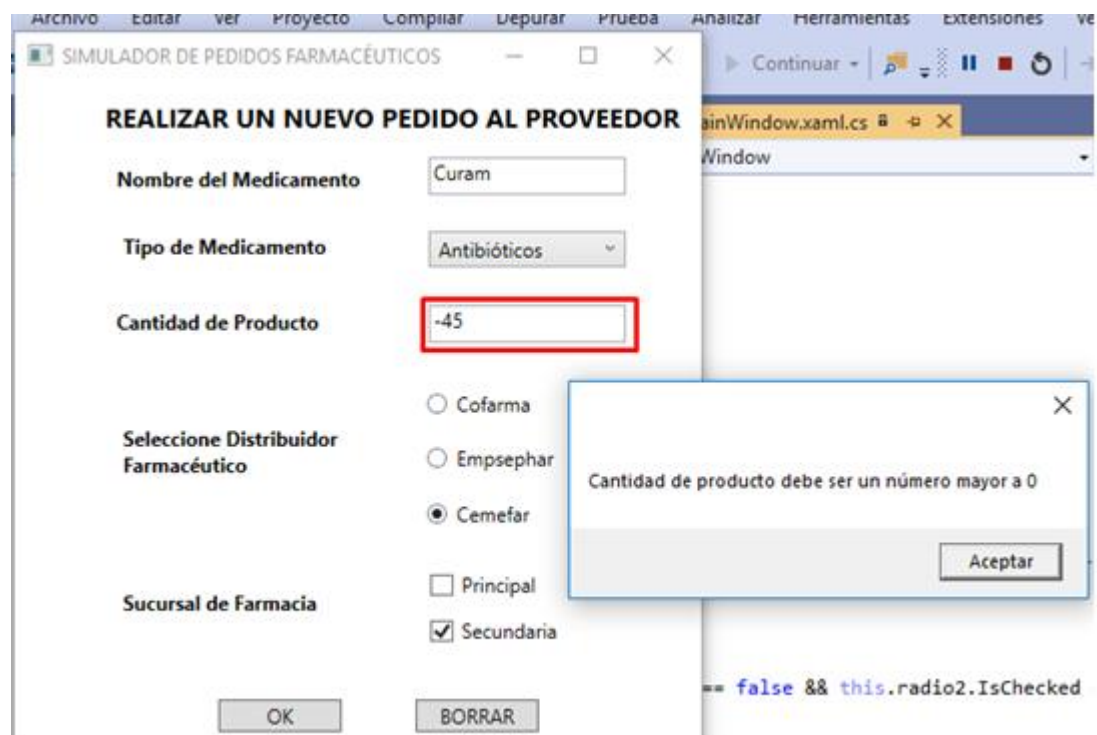 Archivo Editar Ver Proyecto Compilar Depurar Prueba Analizar Herramientas Extensiones Ve
SIMULADOR DE PEDIDOS FARMACÉUTICOS
Continuar
REALIZAR UN NUEVO PEDIDO AL PROVEEDOR
ainWindow.xaml.cs
Window
Nombre del Medicamento
Curam
Tipo de Medicamento
Antibióticos
Cantidad de Producto
-45
Seleccione Distribuidor
Farmacéutico
Cofarma
Empsephar
Cemefar
Cantidad de producto debe ser un número mayor a 0
Aceptar
Sucursal de Farmacia
Principal
Secundaria
== false && this.radio2.IsChecked
OK
BORRAR